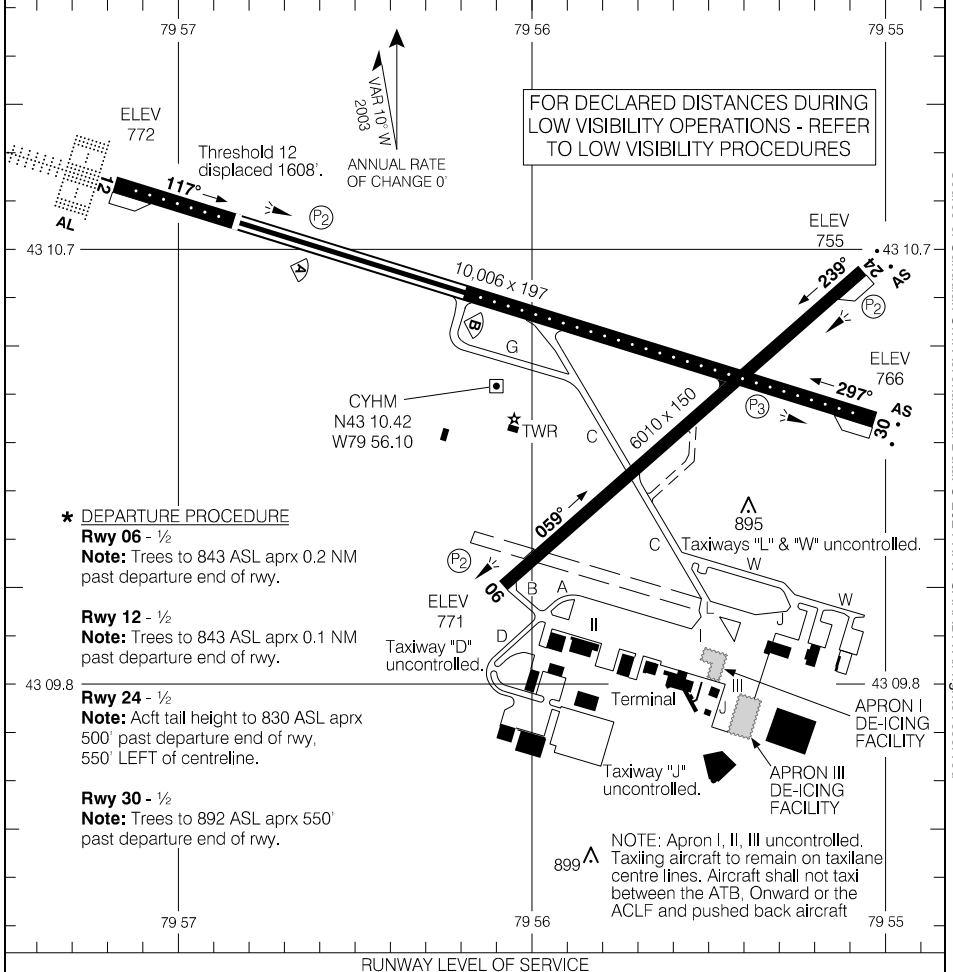 79 57
79 56
79 55
VAR 10° W
2003
ANNUAL RATE
OF CHANGE 0'
FOR DECLARED DISTANCES DURING
LOW VISIBILITY OPERATIONS - REFER
TO LOW VISIBILITY PROCEDURES
ELEV
772
Threshold 12
displaced 1608'.
12
117°
AL
P2
ELEV
755
43 10.7
43 10.7
24
AS
239°
P2
A
10,006 x 197
B
G
ELEV
766
297°
AS
30
P3
CYHM
N43 10.42
W79 56.10
TWR
C
6010 x 150
895
Taxiways "L" & "W" uncontrolled.
059°
C
W
W
P2
06
B
A
L
J
ELEV
771
D
Taxiway "D"
uncontrolled.
II
I
* DEPARTURE PROCEDURE
Rwy 06 - ½
Note: Trees to 843 ASL aprx 0.2 NM
past departure end of rwy.
Rwy 12 - ½
Note: Trees to 843 ASL aprx 0.1 NM
past departure end of rwy.
43 09.8
43 09.8
Rwy 24 - ½
Note: Acft tail height to 830 ASL aprx
500' past departure end of rwy,
550' LEFT of centreline.
Rwy 30 - ½
Note: Trees to 892 ASL aprx 550'
past departure end of rwy.
Terminal
III
J
APRON I
DE-ICING
FACILITY
Taxiway "J"
uncontrolled.
APRON III
DE-ICING
FACILITY
899
NOTE: Apron I, II, III uncontrolled.
Taxiing aircraft to remain on taxilane
centre lines. Aircraft shall not taxi
between the ATB, Onward or the
ACLF and pushed back aircraft
79 57
79 56
79 55
RUNWAY LEVEL OF SERVICE